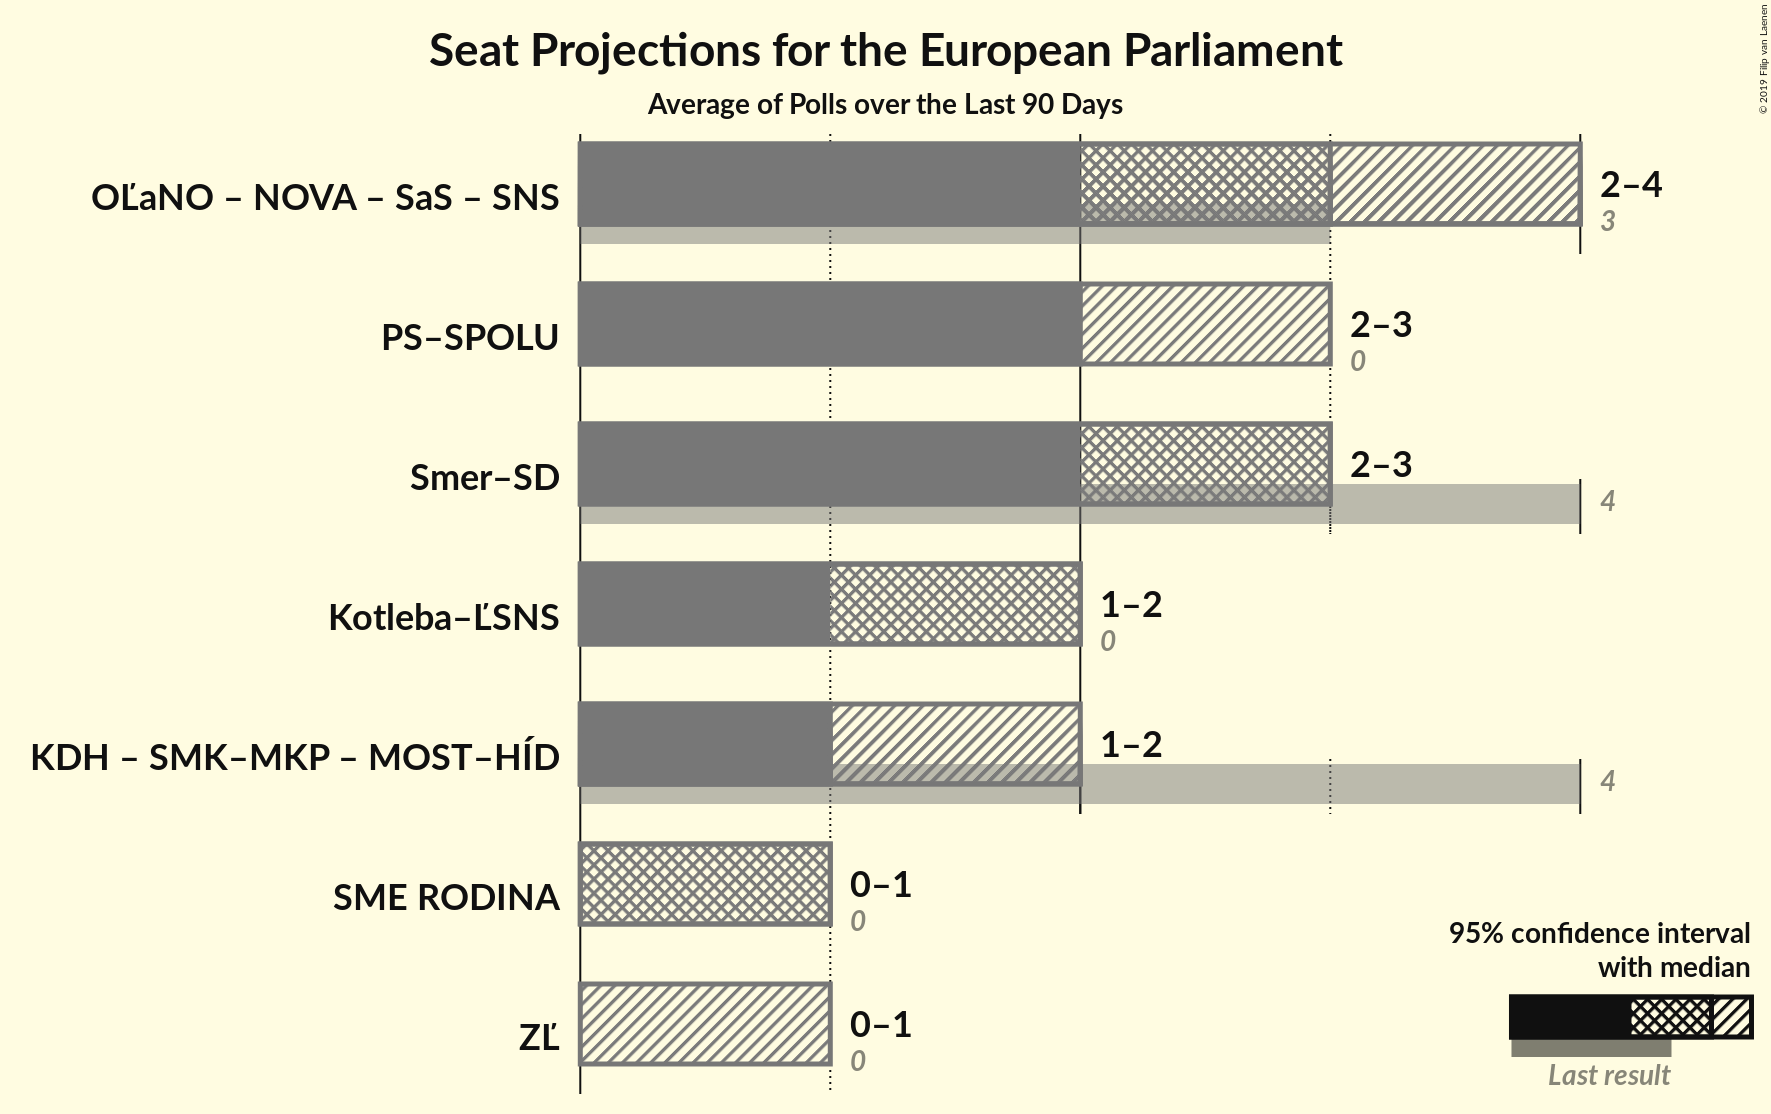 Seat Projections for the European Parliament
Average of Polls over the Last 90 Days
© 2019 Filip van Laenen
OĽaNO – NOVA – SaS – SNS
2–4
3
PS–SPOLU
2–3
0
Smer–SD
2–3
4
Kotleba–ĽSNS
1–2
0
KDH – SMK–MKP – MOST–HÍD
1–2
4
SME RODINA
0–1
0
ZĽ
0–1
0
95% confidence interval
with median
Last result